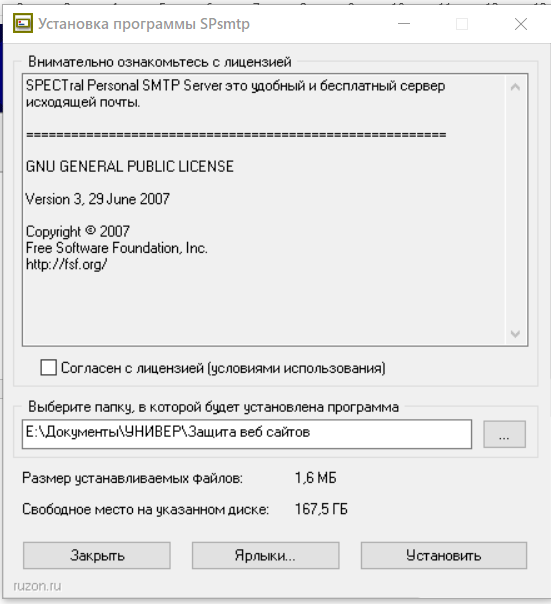 Установка программы SPsmtp
Внимательно ознакомьтесь с лицензией
SPECTral Personal SMTP Server это удобный и бесплатный сервер
исходящей почты.
========================================================
GNU GENERAL PUBLIC LICENSE
Version 3, 29 June 2007
Copyright © 2007
Free Software Foundation, Inc.
http://fsf.org/
Согласен с лицензией (условиями использования)
Выберите папку, в которой будет установлена программа
E:\Документы\УНИВЕР\Защита веб сайтов
...
Размер устанавливаемых файлов: 1,6 МБ
Свободное место на указанном диске: 167,5 ГБ
Закрыть Ярлыки... Установить
ruzon.ru